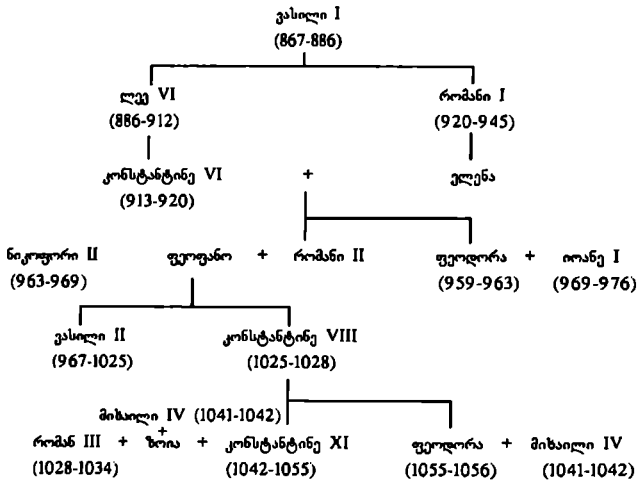 ვასილი I
(867-886)
ლევ VI რომანი I
(886-912) (920-945)
კონსტანტინე VI + ელენა
(913-920)
ნიკოფორი II ფეოფანო + რომანი II ფეოდორა + იოანე I
(963-969) (959-963) (969-976)
ვასილი II კონსტანტინე VIII
(967-1025) (1025-1028)
მიხაილი IV (1041-1042)
+
რომან III + ზოია + კონსტანტინე XI ფეოდორა + მიხაილი IV
(1028-1034) (1042-1055) (1055-1056) (1041-1042)